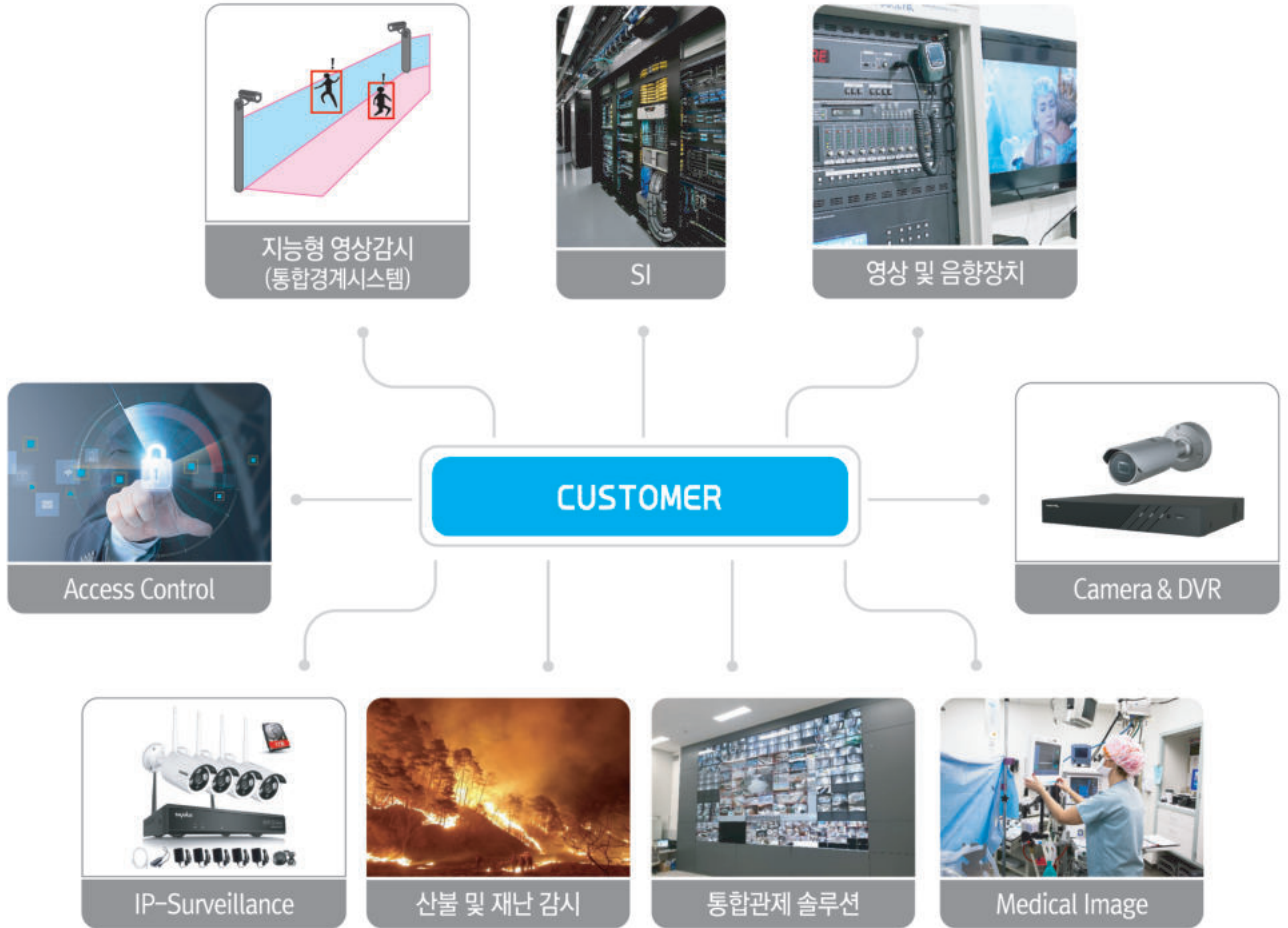 지능형 영상감시
(통합경계시스템)
SI
영상 및 음향장치
Access Control
CUSTOMER
Camera & DVR
IP-Surveillance
산불 및 재난 감시
통합관제 솔루션
Medical Image